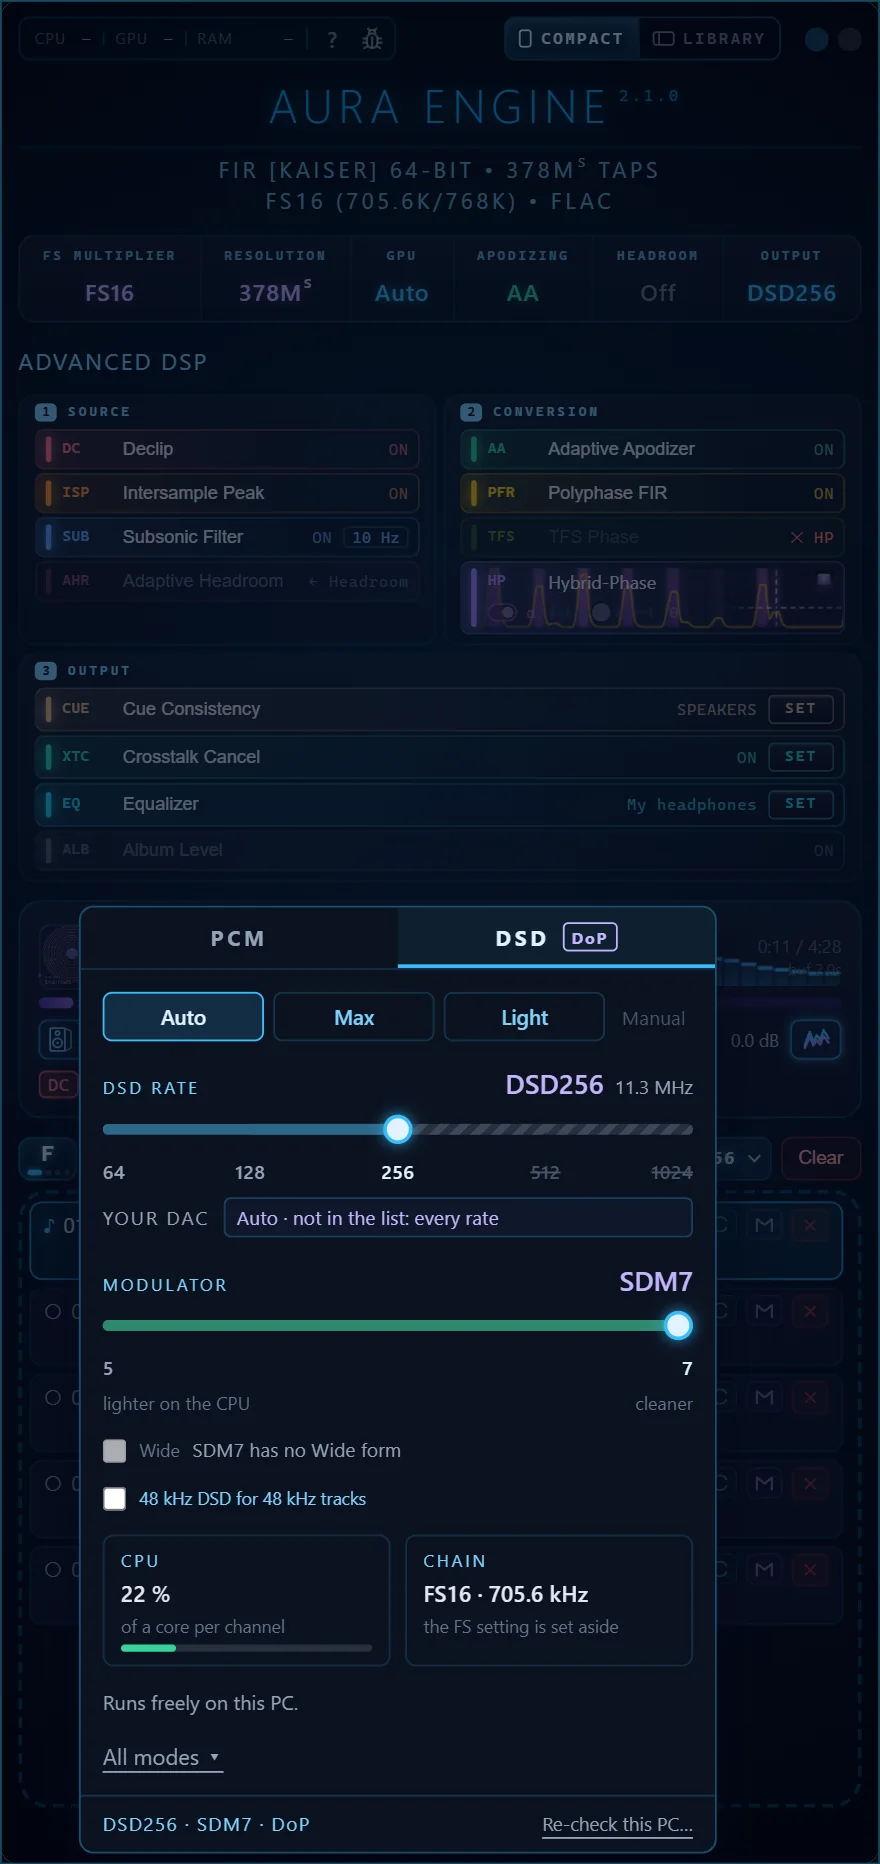 CPU – | GPU – | RAM – | ?
COMPACT
LIBRARY
AURA ENGINE 2.1.0
FIR [KAISER] 64-BIT • 378Mˢ TAPS
FS16 (705.6K/768K) • FLAC
FS MULTIPLIER RESOLUTION GPU APODIZING HEADROOM OUTPUT
FS16 378Mˢ Auto AA Off DSD256
ADVANCED DSP
1 SOURCE
DC Declip ON
ISP Intersample Peak ON
SUB Subsonic Filter ON 10 Hz
AHR Adaptive Headroom ← Headroom
2 CONVERSION
AA Adaptive Apodizer ON
PFR Polyphase FIR ON
TFS TFS Phase × HP
HP Hybrid-Phase
3 OUTPUT
CUE Cue Consistency SPEAKERS SET
XTC Crosstalk Cancel ON SET
EQ Equalizer My headphones SET
ALB Album Level ON
0:11 / 4:28
0.0 dB
DC
F
56
Clear
M ×
M ×
M ×
M ×
M ×
PCM
DSD DoP
Auto Max Light Manual
DSD RATE DSD256 11.3 MHz
64 128 256 512 1024
YOUR DAC Auto · not in the list: every rate
MODULATOR SDM7
5 7
lighter on the CPU cleaner
Wide SDM7 has no Wide form
48 kHz DSD for 48 kHz tracks
CPU
22 %
of a core per channel
CHAIN
FS16 · 705.6 kHz
the FS setting is set aside
Runs freely on this PC.
All modes ▾
DSD256 · SDM7 · DoP
Re-check this PC...